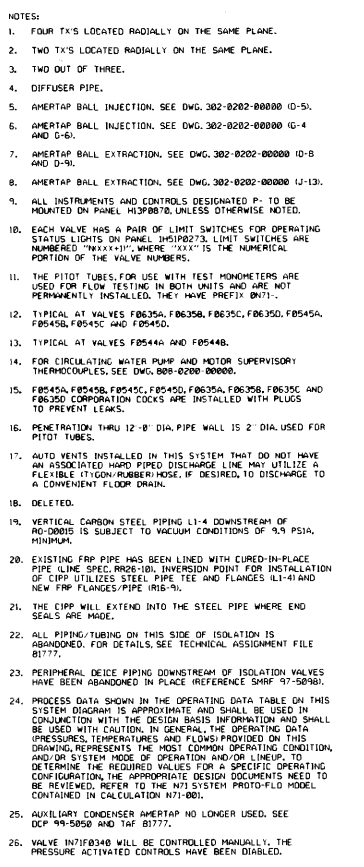 NOTES:
1. FOUR TX'S LOCATED RADIALLY ON THE SAME PLANE.
2. TWO TX'S LOCATED RADIALLY ON THE SAME PLANE.
3. TWO OUT OF THREE.
4. DIFFUSER PIPE.
5. AMERTAP BALL INJECTION. SEE DWG. 302-0202-00000 (D-5).
6. AMERTAP BALL INJECTION. SEE DWG. 302-0202-00000 (G-4
AND G-6).
7. AMERTAP BALL EXTRACTION. SEE DWG. 302-0202-00000 (D-8
AND D-9).
8. AMERTAP BALL EXTRACTION. SEE DWG. 302-0202-00000 (J-13).
9. ALL INSTRUMENTS AND CONTROLS DESIGNATED P- TO BE
MOUNTED ON PANEL H13P0870, UNLESS OTHERWISE NOTED.
10. EACH VALVE HAS A PAIR OF LIMIT SWITCHES FOR OPERATING
STATUS LIGHTS ON PANEL 1H51P0273. LIMIT SWITCHES ARE
NUMBERED "NXXXX+1)", WHERE "XXX" IS THE NUMERICAL
PORTION OF THE VALVE NUMBERS.
11. THE PITOT TUBES, FOR USE WITH TEST MONOMETERS ARE
USED FOR FLOW TESTING IN BOTH UNITS AND ARE NOT
PERMANENTLY INSTALLED. THEY HAVE PREFIX 0N71-.
12. TYPICAL AT VALVES F0635A, F0635B, F0635C, F0635D, F0545A,
F0545B, F0545C AND F0545D.
13. TYPICAL AT VALVES F0544A AND F0544B.
14. FOR CIRCULATING WATER PUMP AND MOTOR SUPERVISORY
THERMOCOUPLES, SEE DWG. 808-0200-00000.
15. F0545A, F0545B, F0545C, F0545D, F0635A, F0635B, F0635C AND
F0635D CORPORATION COCKS ARE INSTALLED WITH PLUGS
TO PREVENT LEAKS.
16. PENETRATION THRU 12'-0" DIA. PIPE WALL IS 2" DIA. USED FOR
PITOT TUBES.
17. AUTO VENTS INSTALLED IN THIS SYSTEM THAT DO NOT HAVE
AN ASSOCIATED HARD PIPED DISCHARGE LINE MAY UTILIZE A
FLEXIBLE (TYGON/RUBBER) HOSE, IF DESIRED, TO DISCHARGE TO
A CONVENIENT FLOOR DRAIN.
18. DELETED.
19. VERTICAL CARBON STEEL PIPING L1-4 DOWNSTREAM OF
RO-D0015 IS SUBJECT TO VACUUM CONDITIONS OF 9.9 PSIA,
MINIMUM.
20. EXISTING FRP PIPE HAS BEEN LINED WITH CURED-IN-PLACE
PIPE (LINE SPEC. RR26-10). INVERSION POINT FOR INSTALLATION
OF CIPP UTILIZES STEEL PIPE TEE AND FLANGES (L1-4) AND
NEW FRP FLANGES/PIPE (R16-9).
21. THE CIPP WILL EXTEND INTO THE STEEL PIPE WHERE END
SEALS ARE MADE.
22. ALL PIPING/TUBING ON THIS SIDE OF ISOLATION IS
ABANDONED. FOR DETAILS, SEE TECHNICAL ASSIGNMENT FILE
81777.
23. PERIPHERAL DEICE PIPING DOWNSTREAM OF ISOLATION VALVES
HAVE BEEN ABANDONED IN PLACE (REFERENCE SMRF 97-5098).
24. PROCESS DATA SHOWN IN THE OPERATING DATA TABLE ON THIS
SYSTEM DIAGRAM IS APPROXIMATE AND SHALL BE USED IN
CONJUNCTION WITH THE DESIGN BASIS INFORMATION AND SHALL
BE USED WITH CAUTION. IN GENERAL, THE OPERATING DATA
(PRESSURES, TEMPERATURES AND FLOWS) PROVIDED ON THIS
DRAWING, REPRESENTS THE MOST COMMON OPERATING CONDITION,
AND/OR SYSTEM MODE OF OPERATION AND/OR LINEUP. TO
DETERMINE THE REQUIRED VALUES FOR A SPECIFIC OPERATING
CONFIGURATION, THE APPROPRIATE DESIGN DOCUMENTS NEED TO
BE REVIEWED. REFER TO THE N71 SYSTEM PROTO-FLO MODEL
CONTAINED IN CALCULATION N71-001.
25. AUXILIARY CONDENSER AMERTAP NO LONGER USED. SEE
DCP 99-5050 AND TAF 81777.
26. VALVE 1N71F0340 WILL BE CONTROLLED MANUALLY. THE
PRESSURE ACTIVATED CONTROLS HAVE BEEN DIABLED.